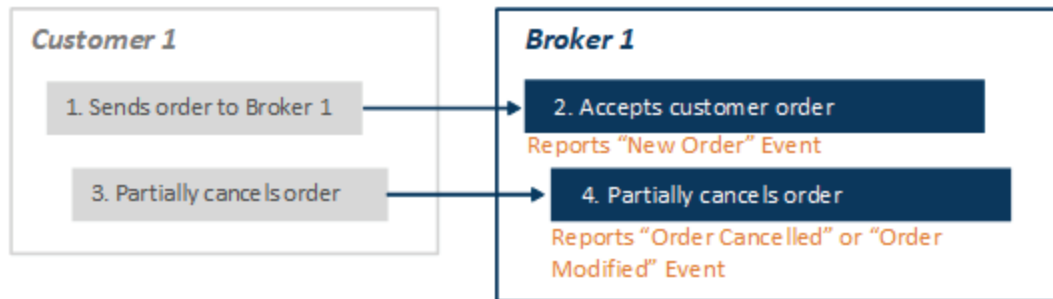 Customer 1
Broker 1
1. Sends order to Broker 1
2. Accepts customer order
Reports “New Order” Event
3. Partially cancels order
4. Partially cancels order
Reports “Order Cancelled” or “Order
Modified” Event